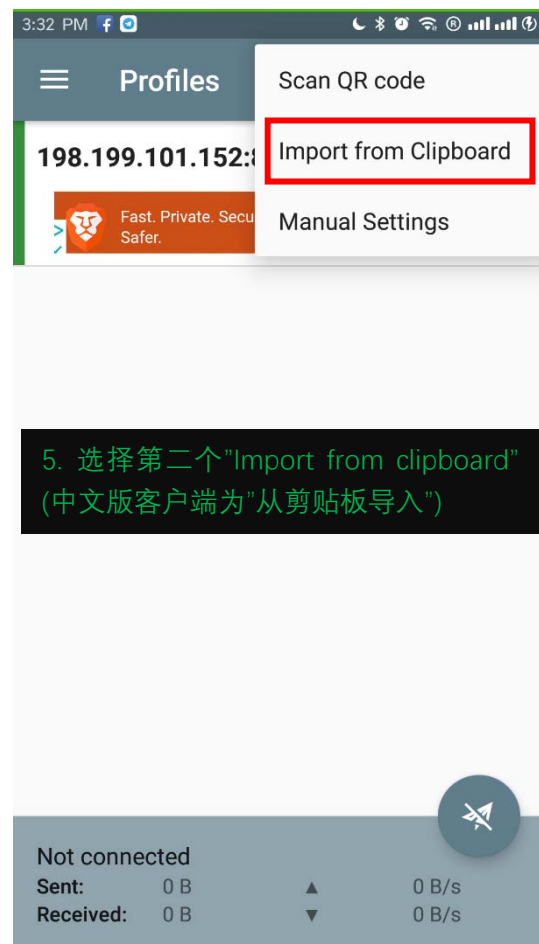 3:32 PM
Profiles
Scan QR code
Import from Clipboard
Manual Settings
198.199.101.152:
Fast. Private. Secu
Safer.
5. 选择第二个”Import from clipboard”
(中文版客户端为”从剪贴板导入”)
Not connected
Sent: 0 B ▲ 0 B/s
Received: 0 B ▼ 0 B/s